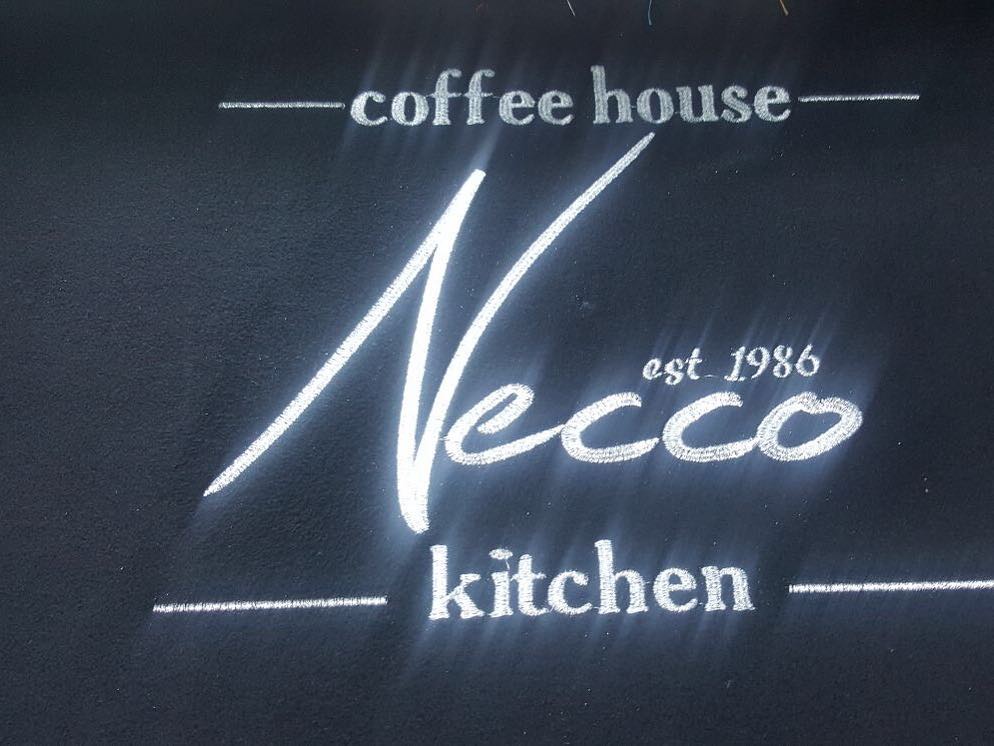 coffee house
est 1986
Necco
kitchen